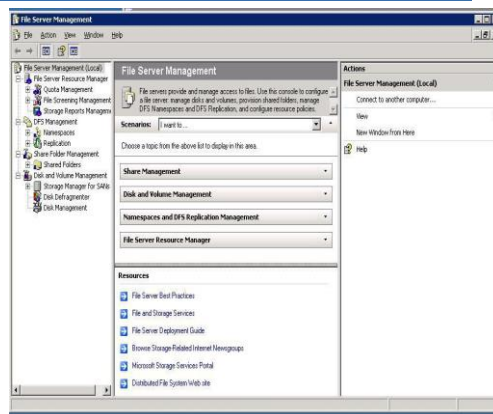 File Server Management
File Action View Window Help
File Server Management (Local)
File Server Resource Manager
Quota Management
File Screening Management
Storage Reports Managem
DFS Management
Namespaces
Replication
Share Folder Management
Shared Folders
Disk and Volume Management
Storage Manager for SANs
Disk Defragmenter
Disk Management
File Server Management
File servers provide and manage access to files. Use this console to configure
a file server: manage disks and volumes, provision shared folders, manage
DFS Namespaces and DFS Replication, and configure resource policies.
Scenarios: I want to...
Choose a topic from the above list to display in this area.
Share Management
Disk and Volume Management
Namespaces and DFS Replication Management
File Server Resource Manager
Resources
File Server Best Practices
File and Storage Services
File Server Deployment Guide
Browse Storage-Related Internet Newsgroups
Microsoft Storage Services Portal
Distributed File System Web site
Actions
File Server Management (Local)
Connect to another computer...
View
New Window from Here
Help